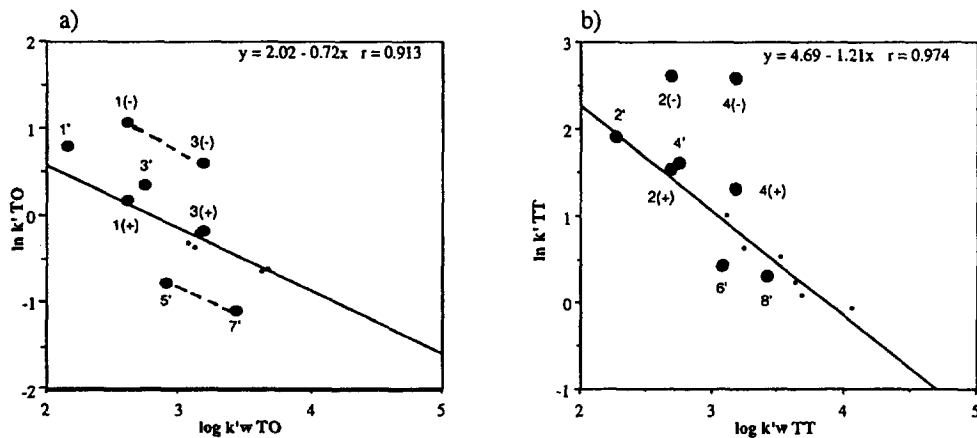 a)
y = 2.02 - 0.72x r = 0.913
2
1
0
-1
-2
ln k' TO
1'
1(-)
3(-)
3'
1(+)
3(+)
5'
7'
2 3 4 5
log k'w TO
b)
y = 4.69 - 1.21x r = 0.974
3
2
1
0
-1
ln k' TT
2(-)
4(-)
2'
4'
2(+)
4(+)
6'
8'
2 3 4 5
log k'w TT